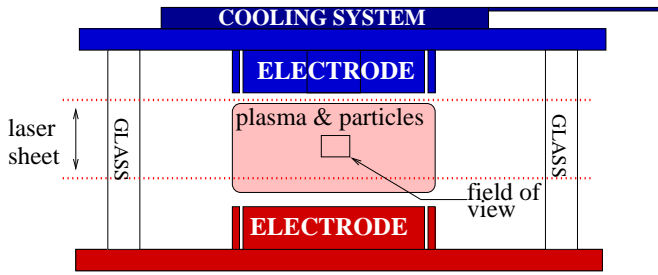 COOLING SYSTEM
ELECTRODE
plasma & particles
laser
sheet
GLASS
GLASS
field of
view
ELECTRODE